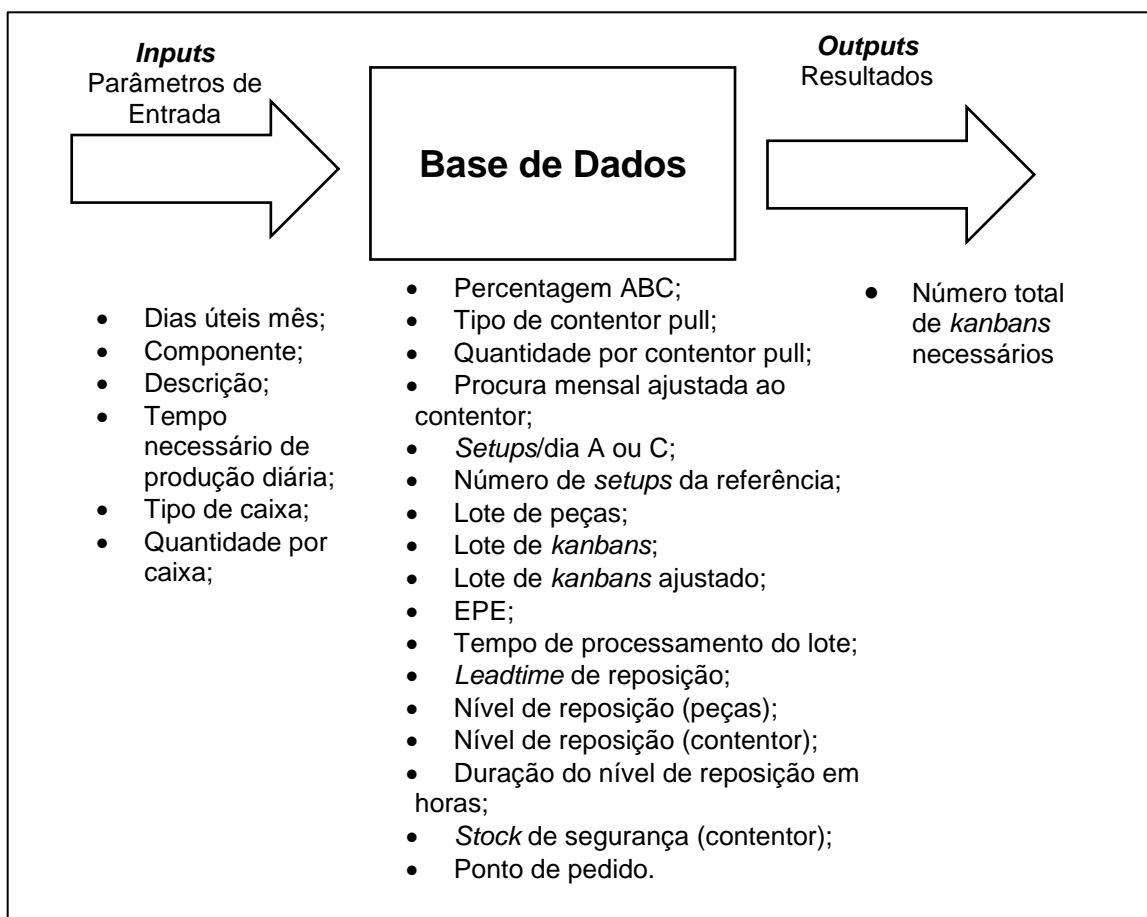 Inputs
Parâmetros de
Entrada
Base de Dados
Outputs
Resultados
• Dias úteis mês;
• Componente;
• Descrição;
• Tempo
necessário de
produção diária;
• Tipo de caixa;
• Quantidade por
caixa;
• Percentagem ABC;
• Tipo de contentor pull;
• Quantidade por contentor pull;
• Procura mensal ajustada ao
contentor;
• Setups/dia A ou C;
• Número de setups da referência;
• Lote de peças;
• Lote de kanbans;
• Lote de kanbans ajustado;
• EPE;
• Tempo de processamento do lote;
• Leadtime de reposição;
• Nível de reposição (peças);
• Nível de reposição (contentor);
• Duração do nível de reposição em
horas;
• Stock de segurança (contentor);
• Ponto de pedido.
• Número total
de kanbans
necessários